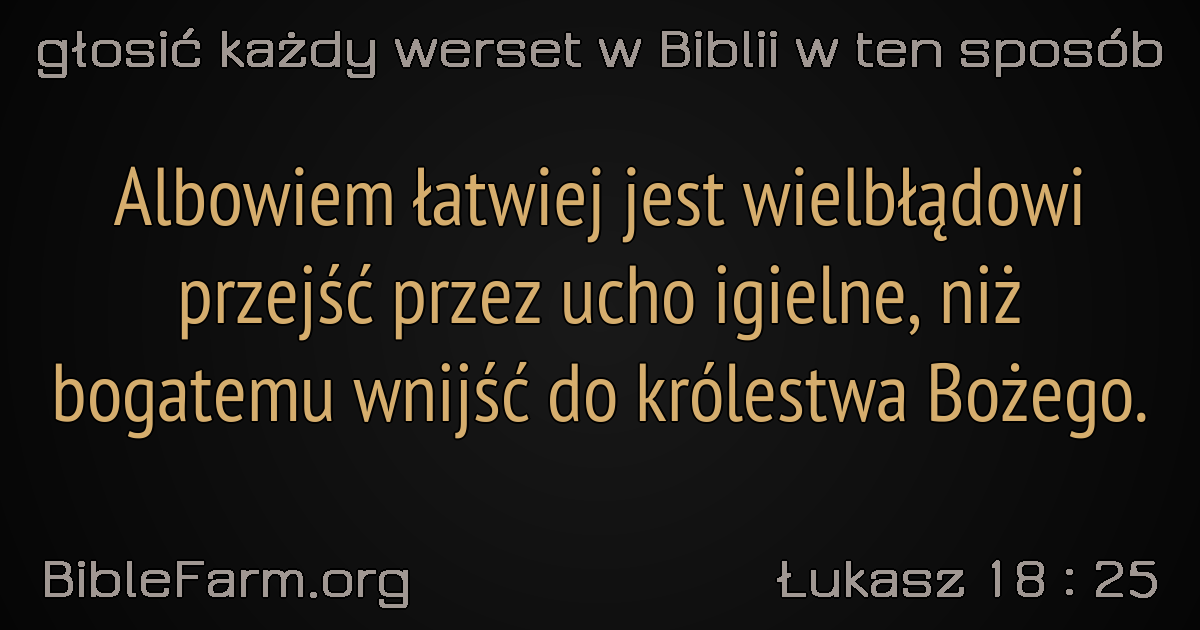 głosić każdy werset w Biblii w ten sposób
Albowiem łatwiej jest wielbłądowi
przejść przez ucho igielne, niż
bogatemu wnijść do królestwa Bożego.
BibleFarm.org
Łukasz 18 : 25